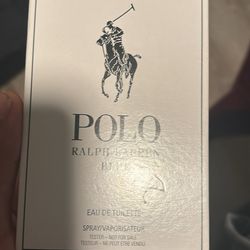 POLO
RALPH LAUREN
EAU DE TOILETTE
SPRAY/VAPORISATEUR
TESTER – NOT FOR SALE
TESTEUR – NE PEUT ÊTRE VENDU